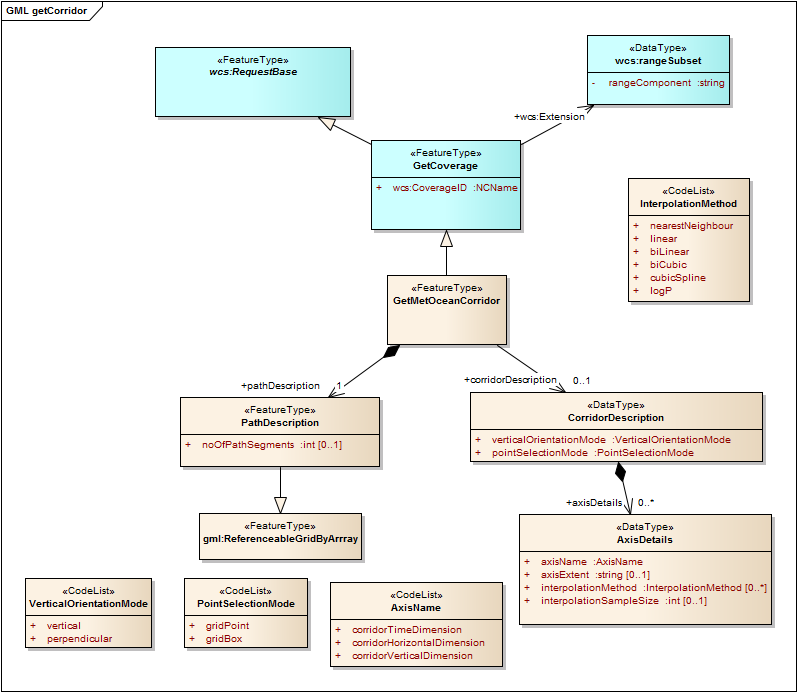 GML getCorridor
«FeatureType»
wcs:RequestBase
«DataType»
wcs:rangeSubset
- rangeComponent :string
+wcs:Extension
«FeatureType»
GetCoverage
+ wcs:CoverageID :NCName
«CodeList»
InterpolationMethod
+ nearestNeighbour
+ linear
+ biLinear
+ biCubic
+ cubicSpline
+ logP
«FeatureType»
GetMetOceanCorridor
+pathDescription 1
+corridorDescription 0..1
«FeatureType»
PathDescription
+ noOfPathSegments :int [0..1]
«DataType»
CorridorDescription
+ verticalOrientationMode :VerticalOrientationMode
+ pointSelectionMode :PointSelectionMode
+axisDetails 0..*
«FeatureType»
gml:ReferenceableGridByArrray
«DataType»
AxisDetails
+ axisName :AxisName
+ axisExtent :string [0..1]
+ interpolationMethod :InterpolationMethod [0..*]
+ interpolationSampleSize :int [0..1]
«CodeList»
VerticalOrientationMode
+ vertical
+ perpendicular
«CodeList»
PointSelectionMode
+ gridPoint
+ gridBox
«CodeList»
AxisName
+ corridorTimeDimension
+ corridorHorizontalDimension
+ corridorVerticalDimension